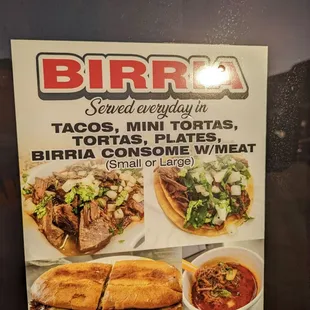 BIRRIA
Served everyday in
TACOS, MINI TORTAS,
TORTAS, PLATES,
BIRRIA CONSOME W/MEAT
(Small or Large)